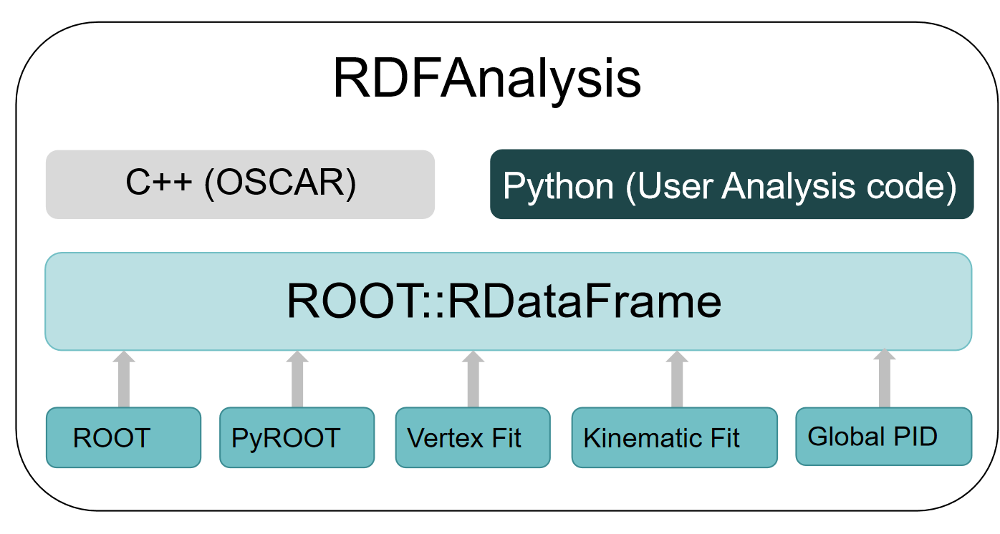 RDFAnalysis
C++ (OSCAR)
Python (User Analysis code)
ROOT::RDataFrame
ROOT
PyROOT
Vertex Fit
Kinematic Fit
Global PID